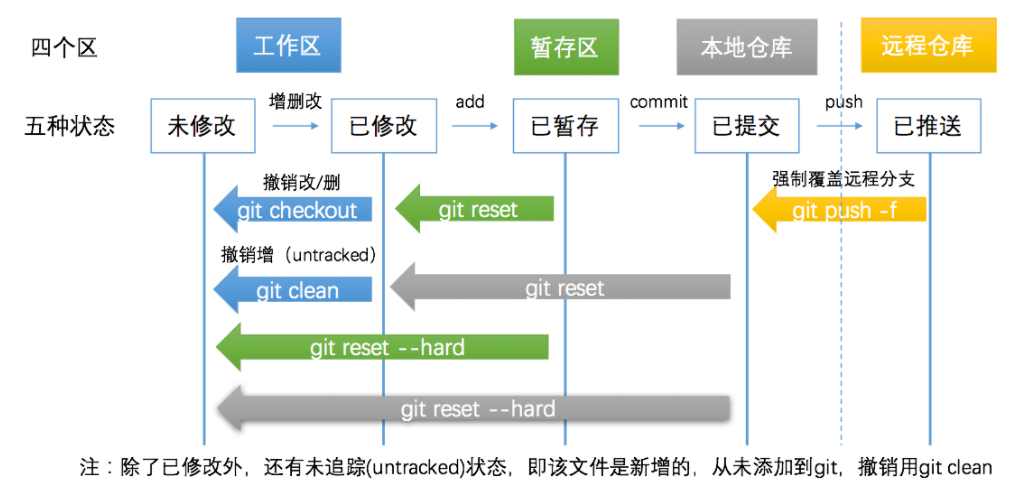 四个区 工作区 暂存区 本地仓库 远程仓库
增删改 add commit push
五种状态 未修改 已修改 已暂存 已提交 已推送
撤销改/删 强制覆盖远程分支
git checkout git reset git push -f
撤销增（untracked）
git clean git reset
git reset --hard
git reset --hard
注：除了已修改外，还有未追踪(untracked)状态，即该文件是新增的，从未添加到git，撤销用git clean